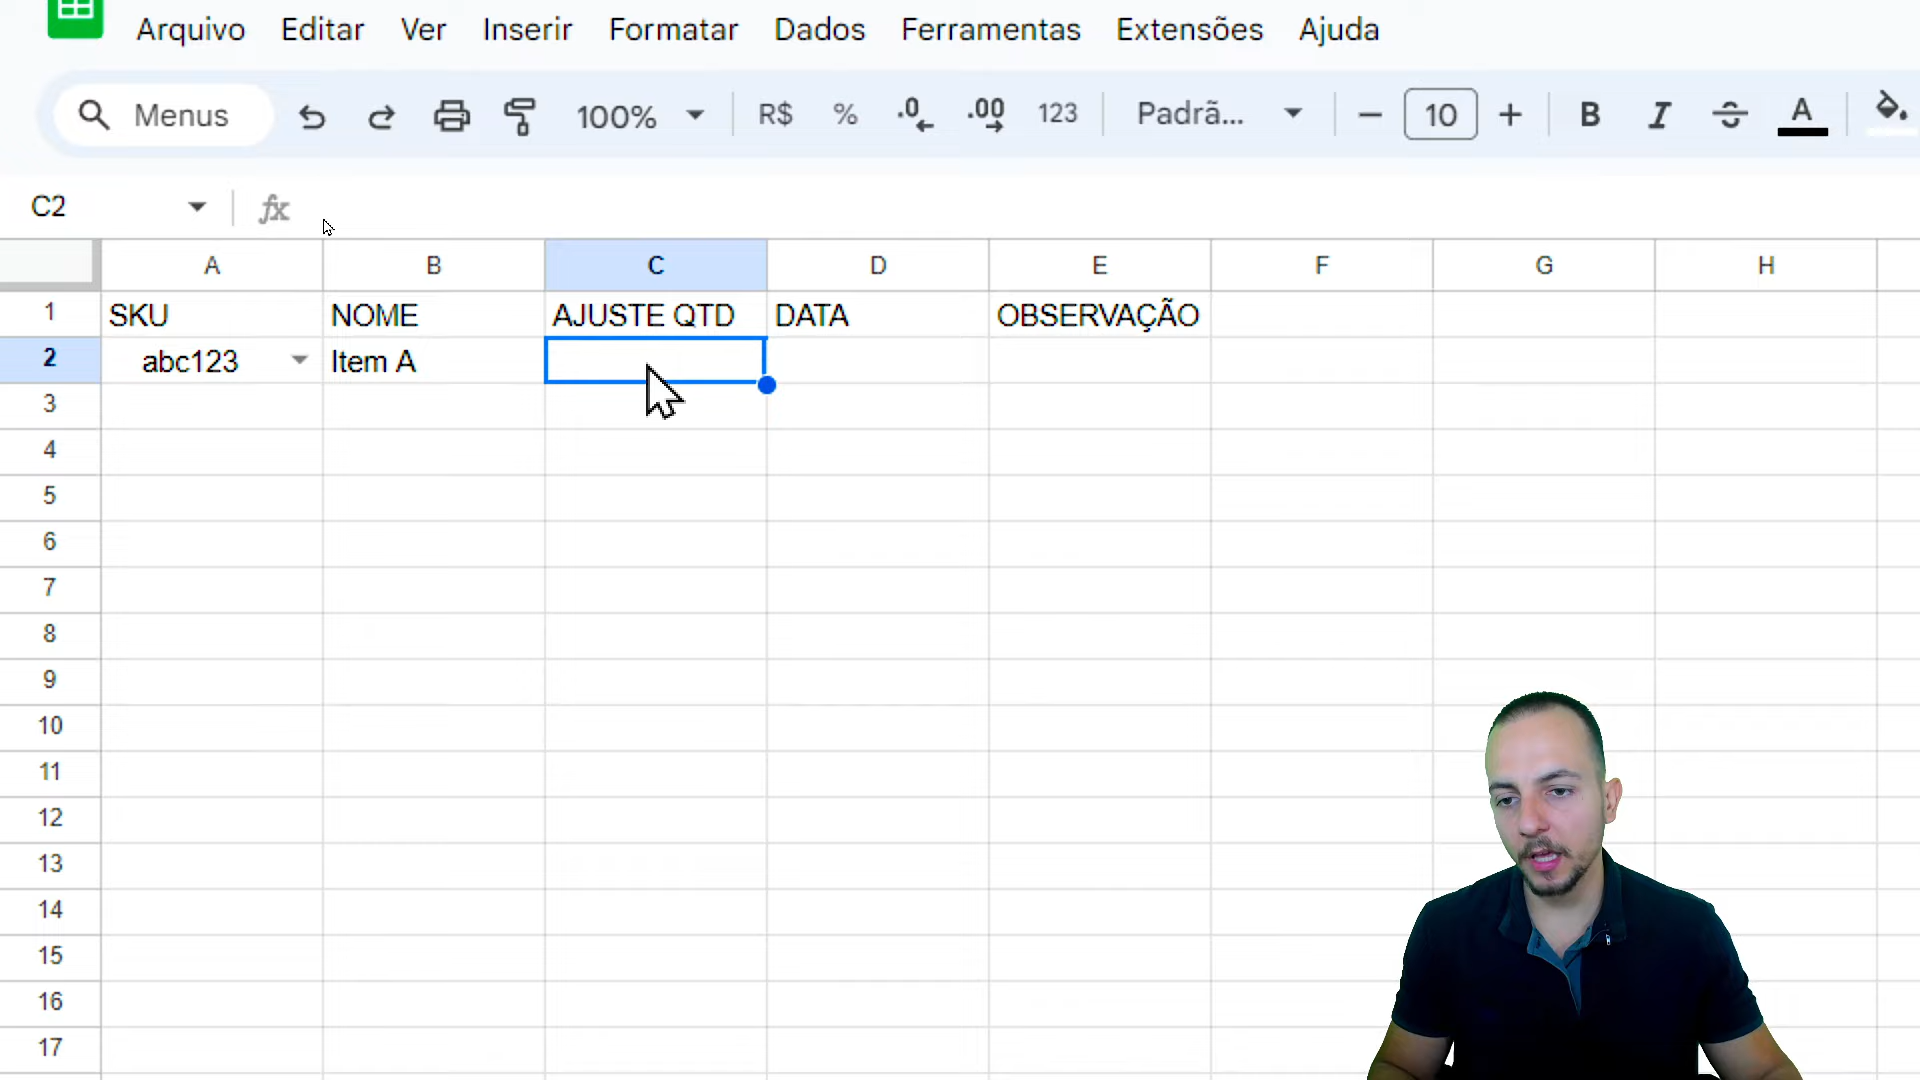 Arquivo Editar Ver Inserir Formatar Dados Ferramentas Extensões Ajuda
Menus 100% R$ % .0 .00 123 Padrã... 10 B I A
C2 fx
A B C D E F G H
1 SKU NOME AJUSTE QTD DATA OBSERVAÇÃO
2 abc123 Item A
3
4
5
6
7
8
9
10
11
12
13
14
15
16
17